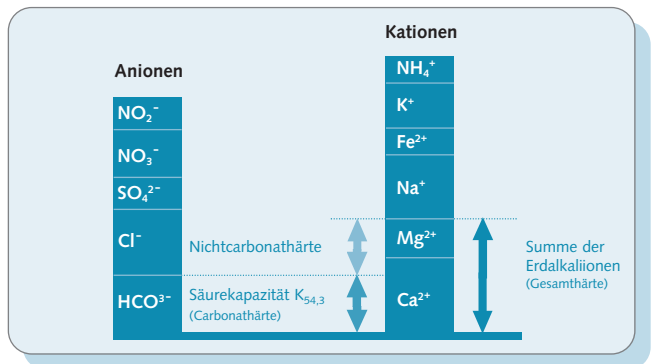 Anionen
NO₂⁻
NO₃⁻
SO₄²⁻
Cl⁻
HCO³⁻
Nichtcarbonathärte
Säurekapazität K₅₄,₃
(Carbonathärte)
Kationen
NH₄⁺
K⁺
Fe²⁺
Na⁺
Mg²⁺
Ca²⁺
Summe der
Erdalkaliionen
(Gesamthärte)